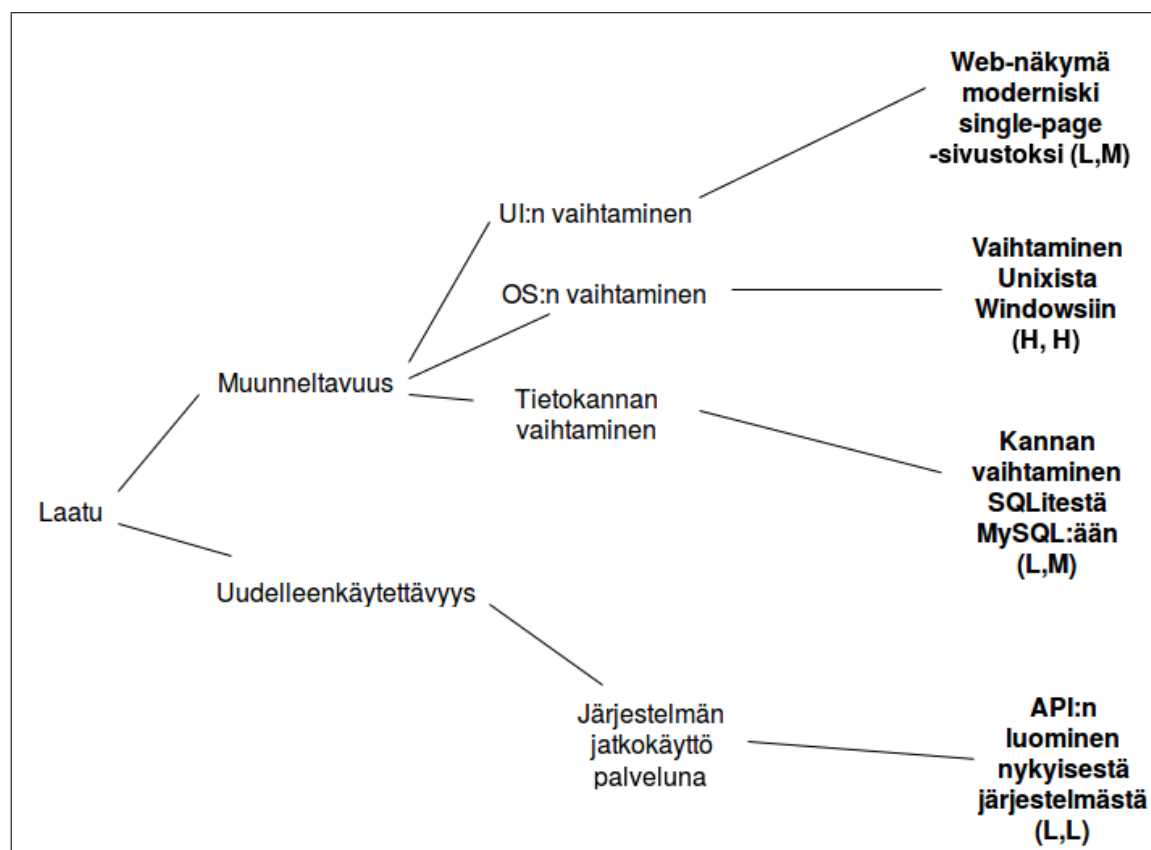 Web-näkymä
moderniski
single-page
-sivustoksi (L,M)
UI:n vaihtaminen
Vaihtaminen
Unixista
Windowsiin
(H, H)
OS:n vaihtaminen
Muunneltavuus
Tietokannan
vaihtaminen
Kannan
vaihtaminen
SQLitestä
MySQL:ään
(L,M)
Laatu
Uudelleenkäytettävyys
Järjestelmän
jatkokäyttö
palveluna
API:n
luominen
nykyisestä
järjestelmästä
(L,L)